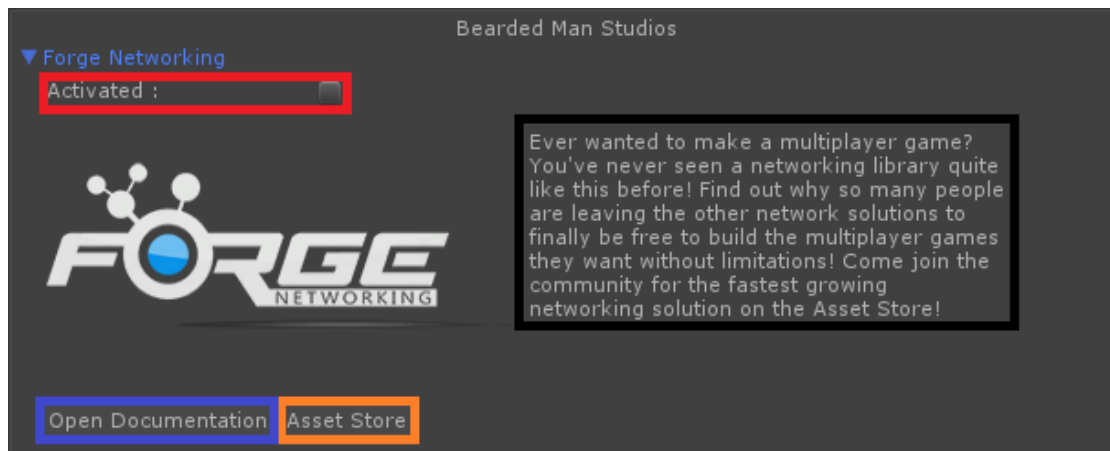 Bearded Man Studios
Forge Networking
Activated :
Ever wanted to make a multiplayer game?
You've never seen a networking library quite
like this before! Find out why so many people
are leaving the other network solutions to
finally be free to build the multiplayer games
they want without limitations! Come join the
community for the fastest growing
networking solution on the Asset Store!
FORGE
NETWORKING
Open Documentation
Asset Store